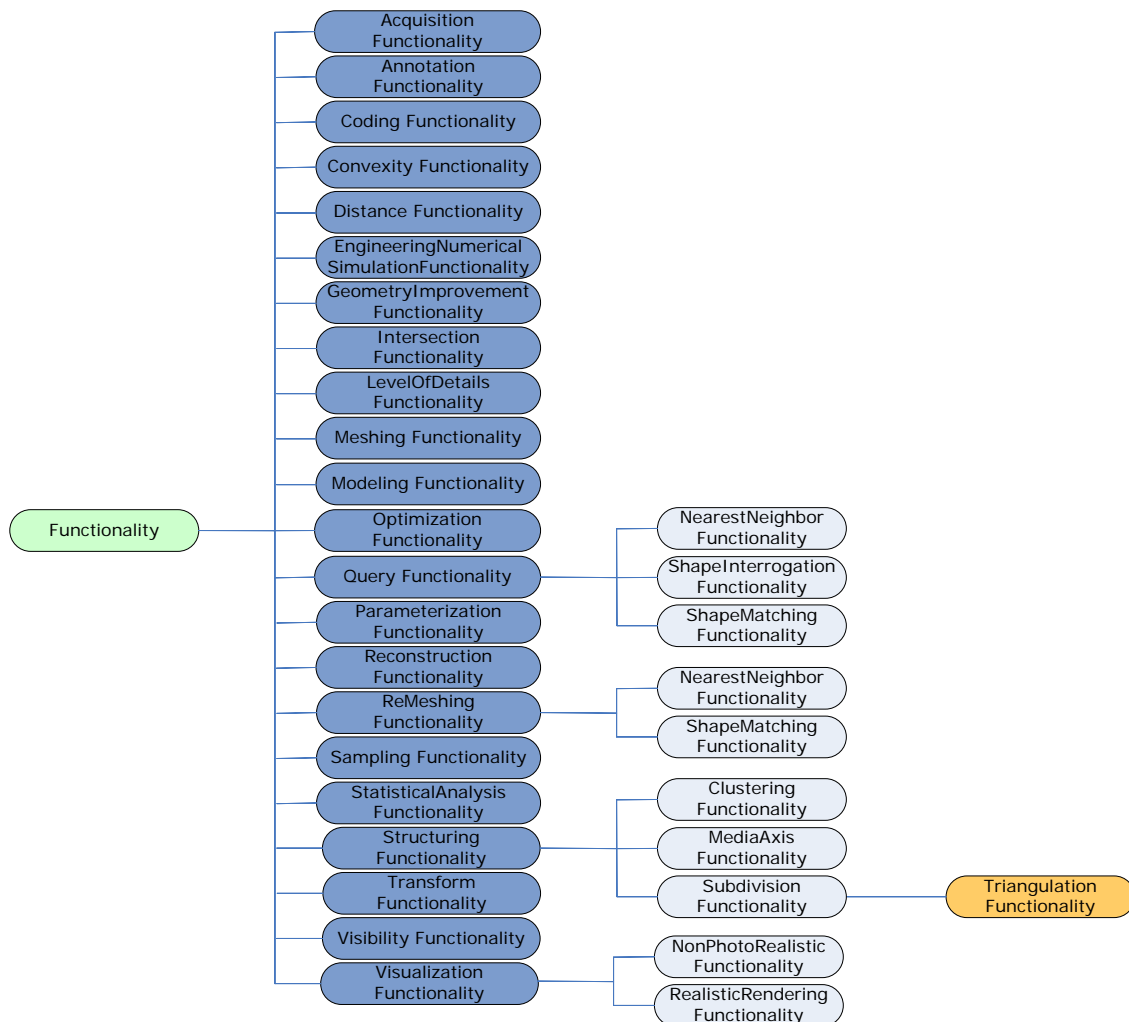 Acquisition
Functionality
Annotation
Functionality
Coding Functionality
Convexity Functionality
Distance Functionality
EngineeringNumerical
SimulationFunctionality
GeometryImprovement
Functionality
Intersection
Functionality
LevelOfDetails
Functionality
Meshing Functionality
Modeling Functionality
Functionality
Optimization
Functionality
Query Functionality
NearestNeighbor
Functionality
ShapeInterrogation
Functionality
ShapeMatching
Functionality
Parameterization
Functionality
Reconstruction
Functionality
ReMeshing
Functionality
NearestNeighbor
Functionality
ShapeMatching
Functionality
Sampling Functionality
StatisticalAnalysis
Functionality
Structuring
Functionality
Clustering
Functionality
MediaAxis
Functionality
Subdivision
Functionality
Triangulation
Functionality
Transform
Functionality
Visibility Functionality
Visualization
Functionality
NonPhotoRealistic
Functionality
RealisticRendering
Functionality